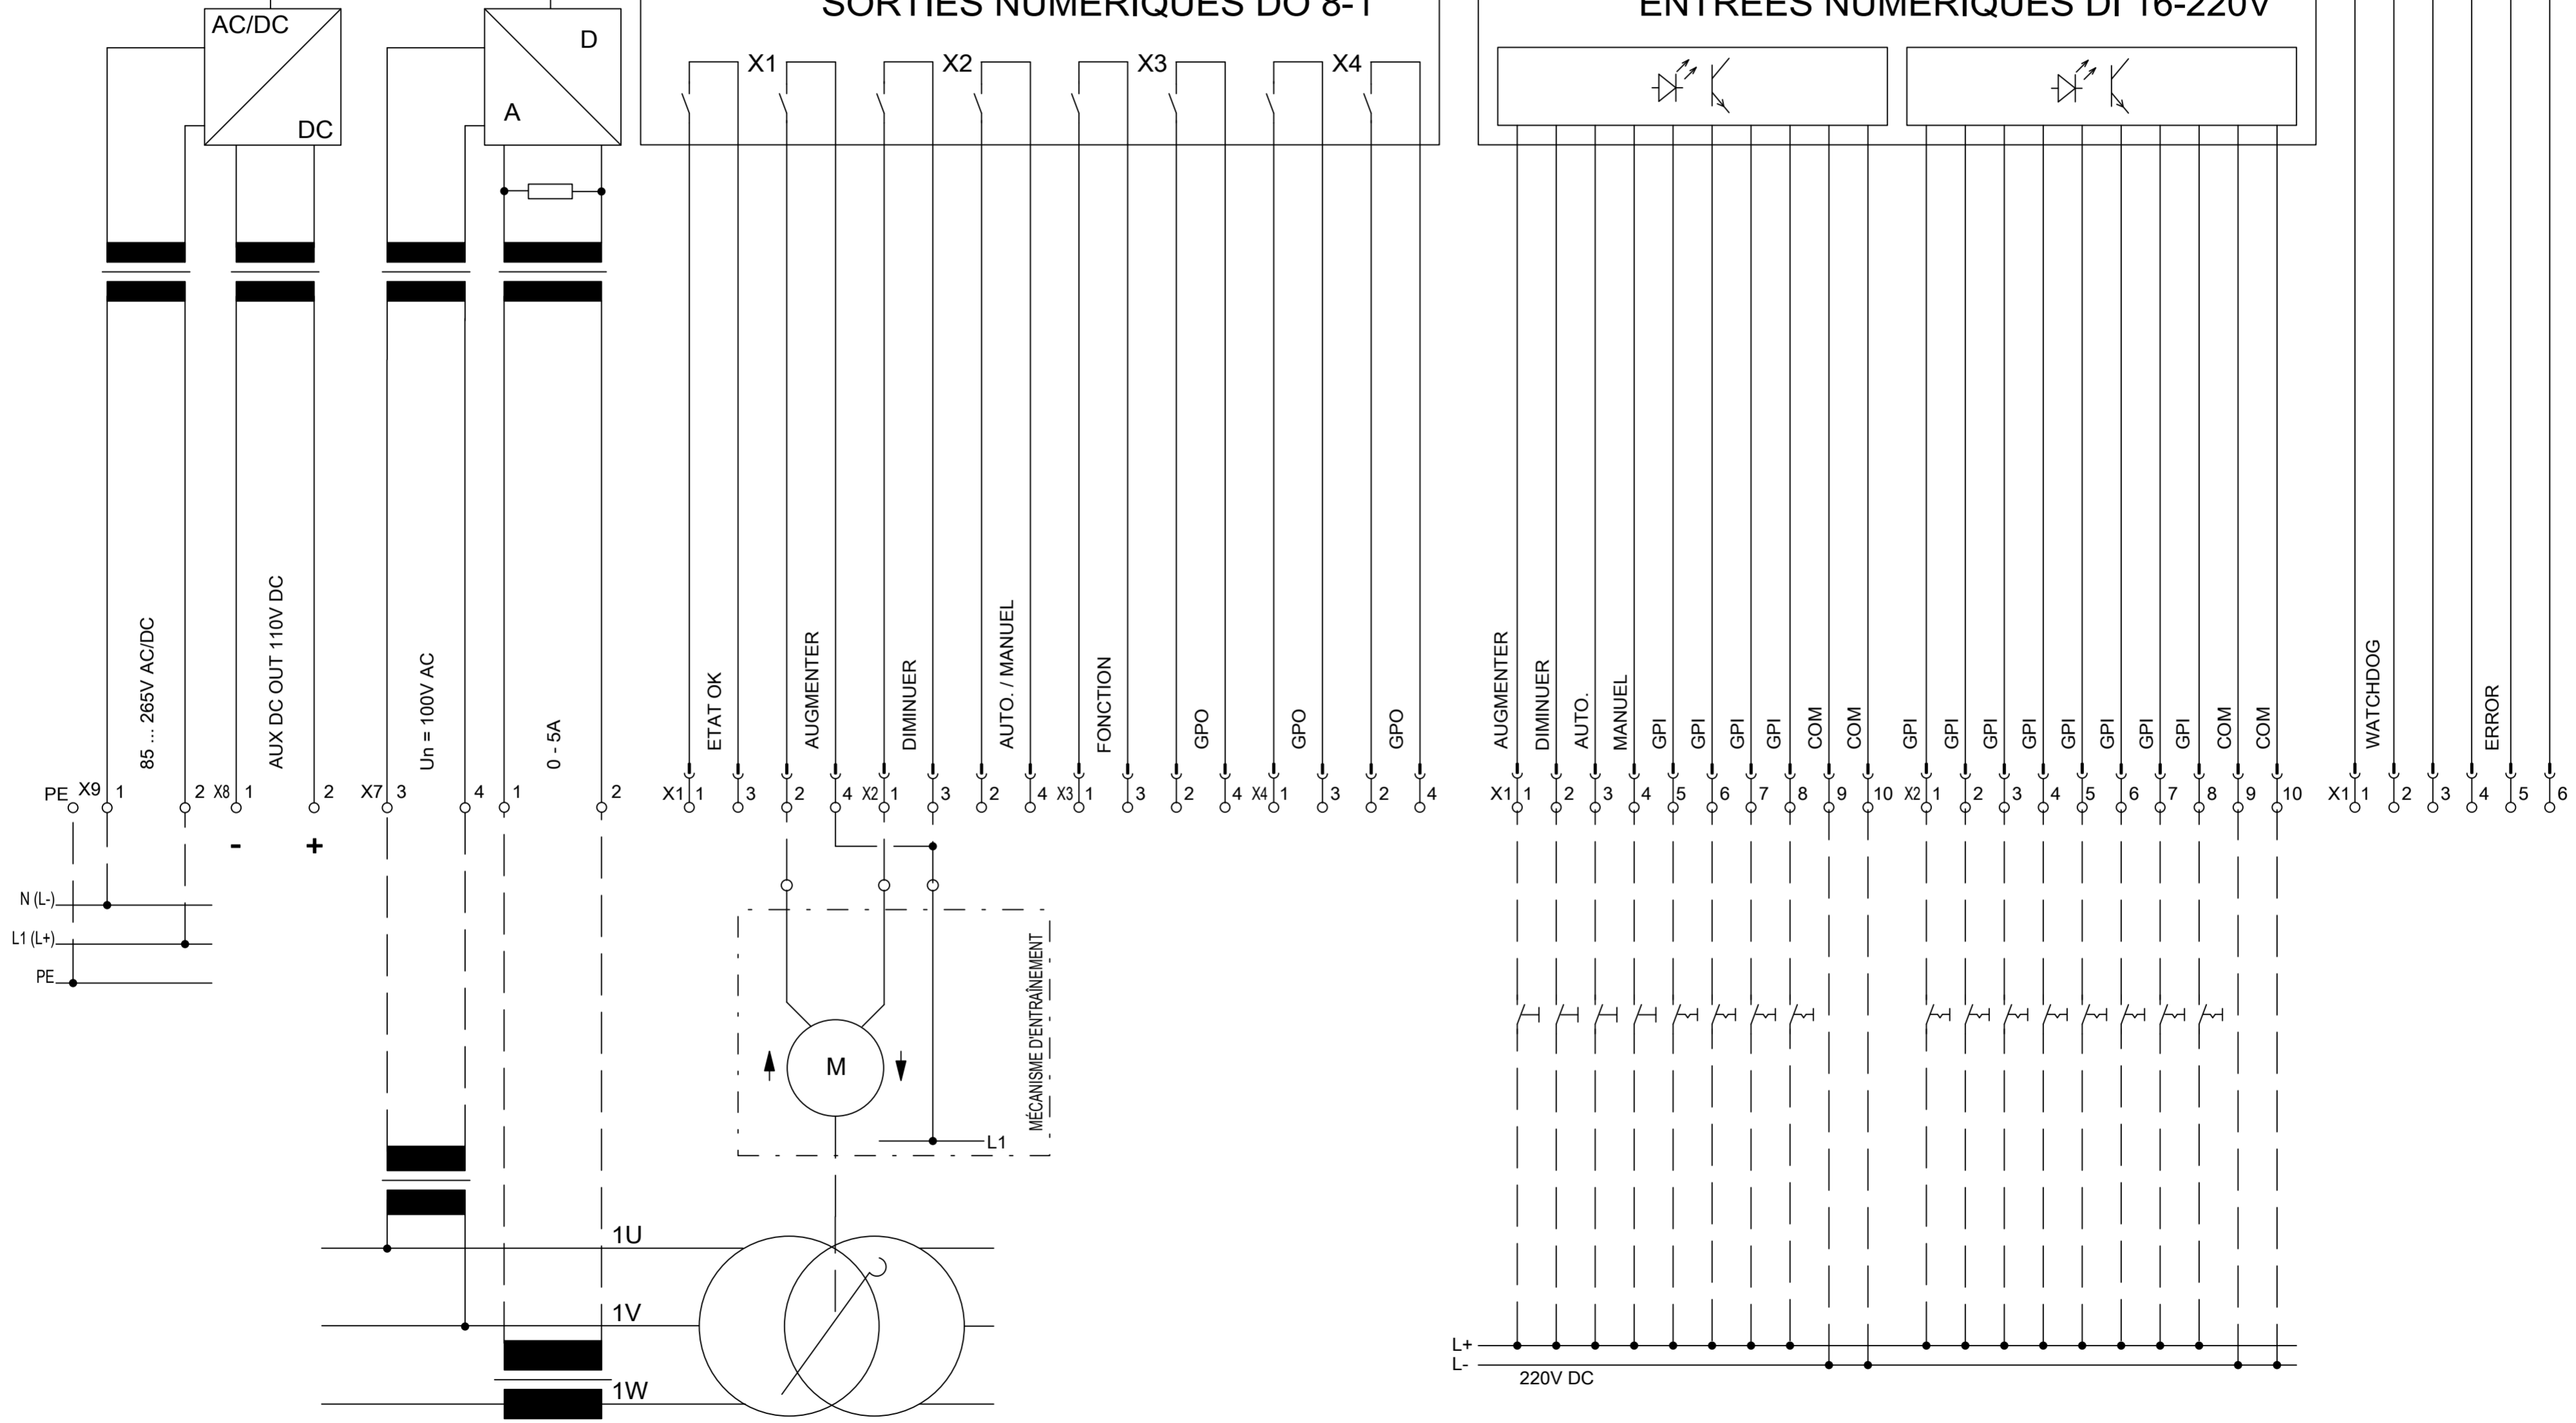 SORTIES NUMÉRIQUES DO 8-1
ENTRÉES NUMÉRIQUES DI 16-220V
AC/DC
DC
D
A
X1 X2 X3 X4
85 ... 265V AC/DC
AUX DC OUT 110V DC
Un = 100V AC
0 - 5A
ETAT OK
AUGMENTER
DIMINUER
AUTO. / MANUEL
FONCTION
GPO
GPO
GPO
AUGMENTER
DIMINUER
AUTO.
MANUEL
GPI
GPI
GPI
GPI
COM
COM
GPI
GPI
GPI
GPI
GPI
GPI
GPI
GPI
COM
COM
WATCHDOG
ERROR
PE X9 1 2 X8 1 2 X7 3 4 1 2
X1 1 3 2 4 X2 1 3 2 4 X3 1 3 2 4 X4 1 3 2 4
X1 1 2 3 4 5 6 7 8 9 10 X2 1 2 3 4 5 6 7 8 9 10
X1 1 2 3 4 5 6
- +
N (L-)
L1 (L+)
PE
MÉCANISME D'ENTRAÎNEMENT
M
L1
1U
1V
1W
L+
L-
220V DC